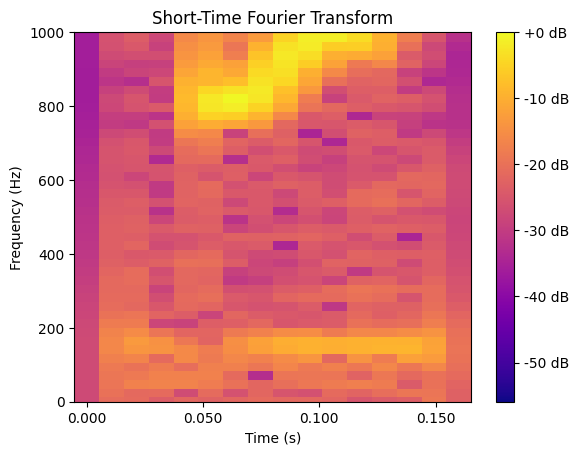 Short-Time Fourier Transform
1000
800
600
400
200
0
Frequency (Hz)
0.000
0.050
0.100
0.150
Time (s)
+0 dB
-10 dB
-20 dB
-30 dB
-40 dB
-50 dB